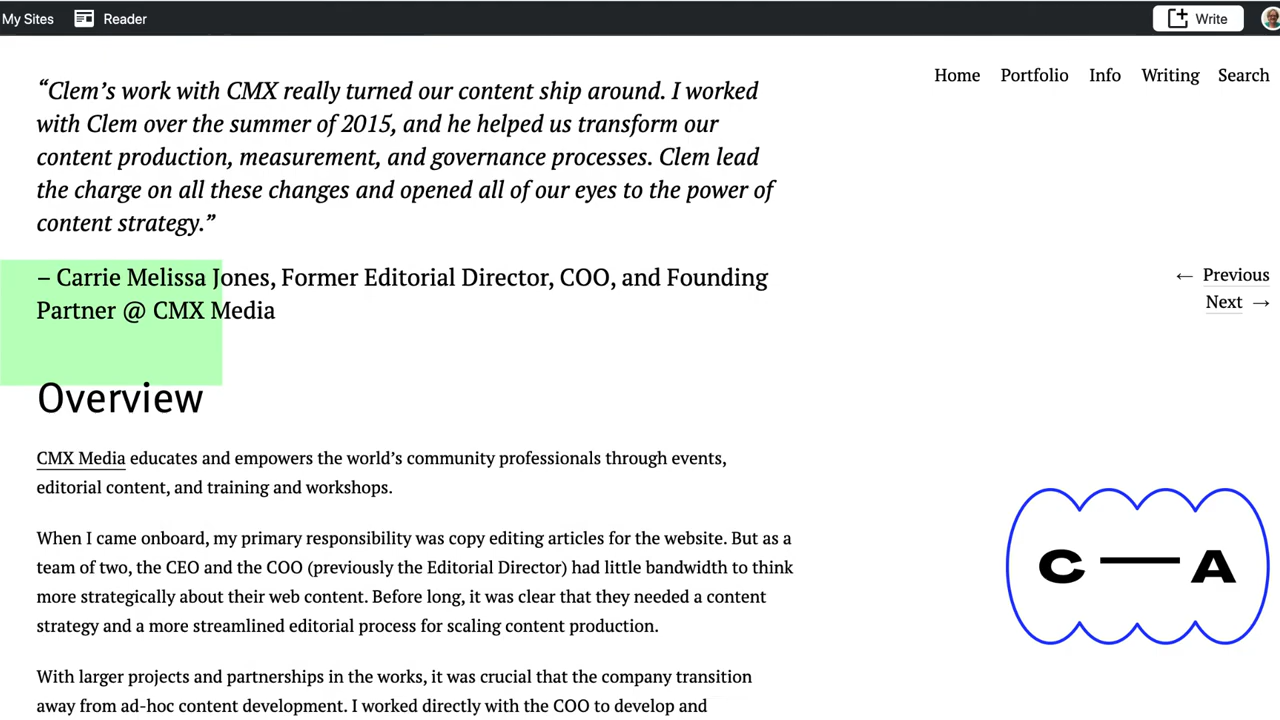 My Sites Reader Write
Home Portfolio Info Writing Search
“Clem’s work with CMX really turned our content ship around. I worked
with Clem over the summer of 2015, and he helped us transform our
content production, measurement, and governance processes. Clem lead
the charge on all these changes and opened all of our eyes to the power of
content strategy.”
– Carrie Melissa Jones, Former Editorial Director, COO, and Founding
Partner @ CMX Media
← Previous
Next →
Overview
CMX Media educates and empowers the world’s community professionals through events,
editorial content, and training and workshops.
When I came onboard, my primary responsibility was copy editing articles for the website. But as a
team of two, the CEO and the COO (previously the Editorial Director) had little bandwidth to think
more strategically about their web content. Before long, it was clear that they needed a content
strategy and a more streamlined editorial process for scaling content production.
C — A
With larger projects and partnerships in the works, it was crucial that the company transition
away from ad-hoc content development. I worked directly with the COO to develop and